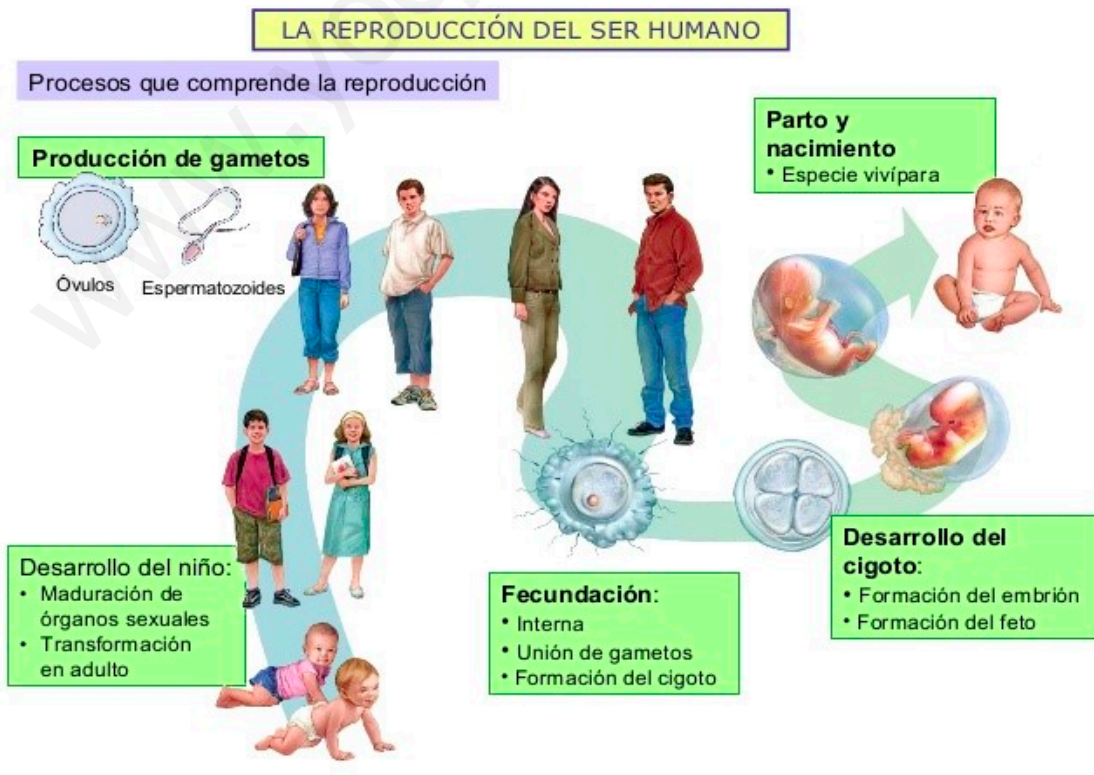 LA REPRODUCCIÓN DEL SER HUMANO
Procesos que comprende la reproducción
Producción de gametos
Óvulos
Espermatozoides
Parto y
nacimiento
• Especie vivípara
Desarrollo del niño:
• Maduración de
órganos sexuales
• Transformación
en adulto
Fecundación:
• Interna
• Unión de gametos
• Formación del cigoto
Desarrollo del
cigoto:
• Formación del embrión
• Formación del feto